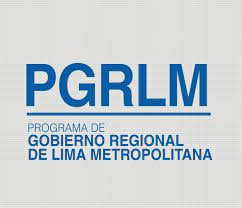 PGRLM
PROGRAMA DE
GOBIERNO REGIONAL
DE LIMA METROPOLITANA